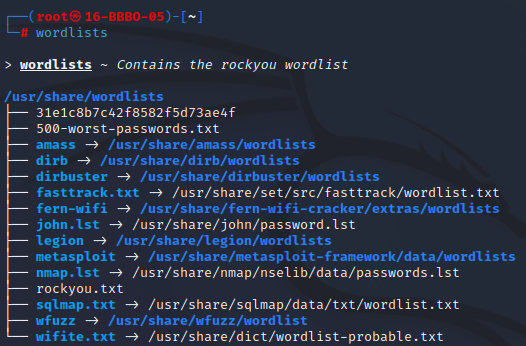 ┌──(root㉿16-BBBO-05)-[~]
└─# wordlists
> wordlists ~ Contains the rockyou wordlist
/usr/share/wordlists
├── 31e1c8b7c42f8582f5d73ae4f
├── 500-worst-passwords.txt
├── amass → /usr/share/amass/wordlists
├── dirb → /usr/share/dirb/wordlists
├── dirbuster → /usr/share/dirbuster/wordlists
├── fasttrack.txt → /usr/share/set/src/fasttrack/wordlist.txt
├── fern-wifi → /usr/share/fern-wifi-cracker/extras/wordlists
├── john.lst → /usr/share/john/password.lst
├── legion → /usr/share/legion/wordlists
├── metasploit → /usr/share/metasploit-framework/data/wordlists
├── nmap.lst → /usr/share/nmap/nselib/data/passwords.lst
├── rockyou.txt
├── sqlmap.txt → /usr/share/sqlmap/data/txt/wordlist.txt
├── wfuzz → /usr/share/wfuzz/wordlist
└── wifite.txt → /usr/share/dict/wordlist-probable.txt